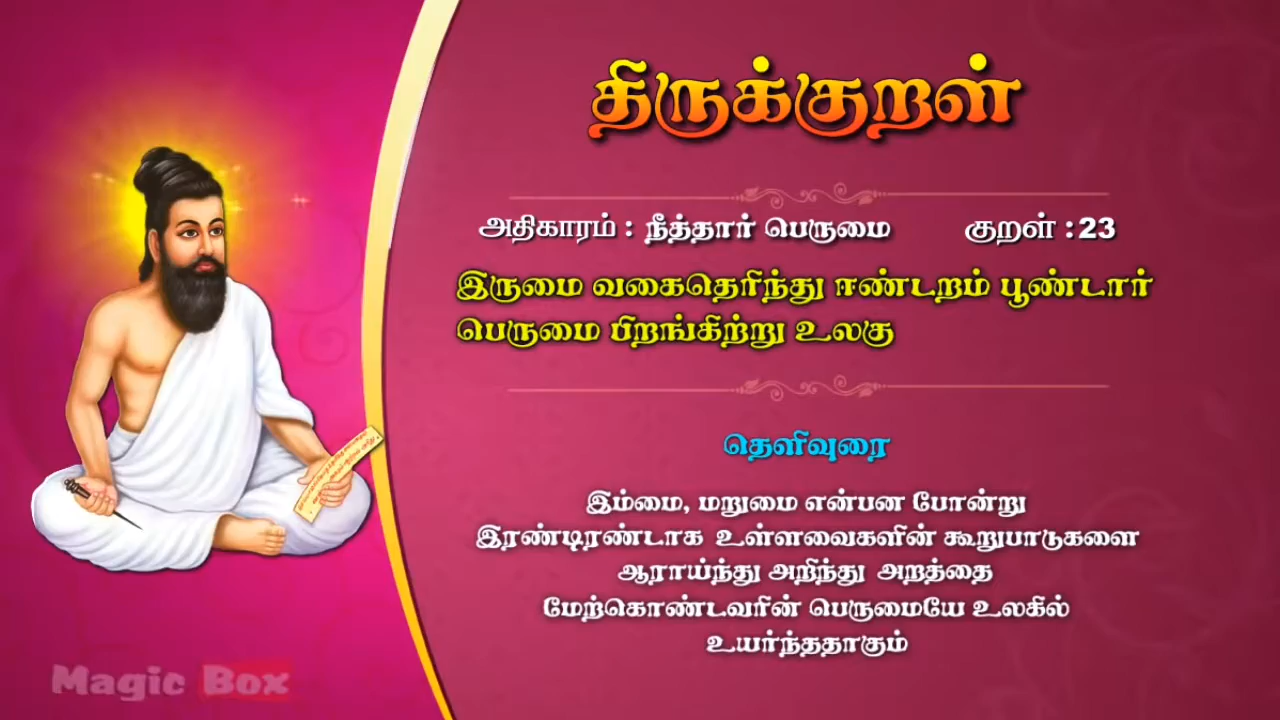 திருக்குறள்
அதிகாரம் : நீத்தார் பெருமை குறள் : 23
இருமை வகைதெரிந்து ஈண்டறம் பூண்டார்
பெருமை பிறங்கிற்று உலகு
தெளிவுரை
இம்மை, மறுமை என்பன போன்று
இரண்டிரண்டாக உள்ளவைகளின் கூறுபாடுகளை
ஆராய்ந்து அறிந்து அறத்தை
மேற்கொண்டவரின் பெருமையே உலகில்
உயர்ந்ததாகும்
Magic Box